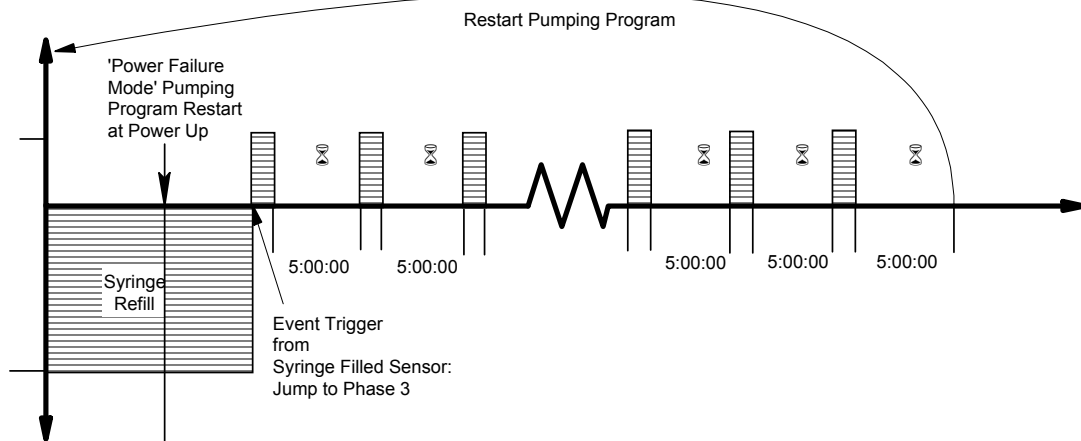 Restart Pumping Program
'Power Failure
Mode' Pumping
Program Restart
at Power Up
5:00:00
5:00:00
5:00:00
5:00:00
5:00:00
Syringe
Refill
Event Trigger
from
Syringe Filled Sensor:
Jump to Phase 3